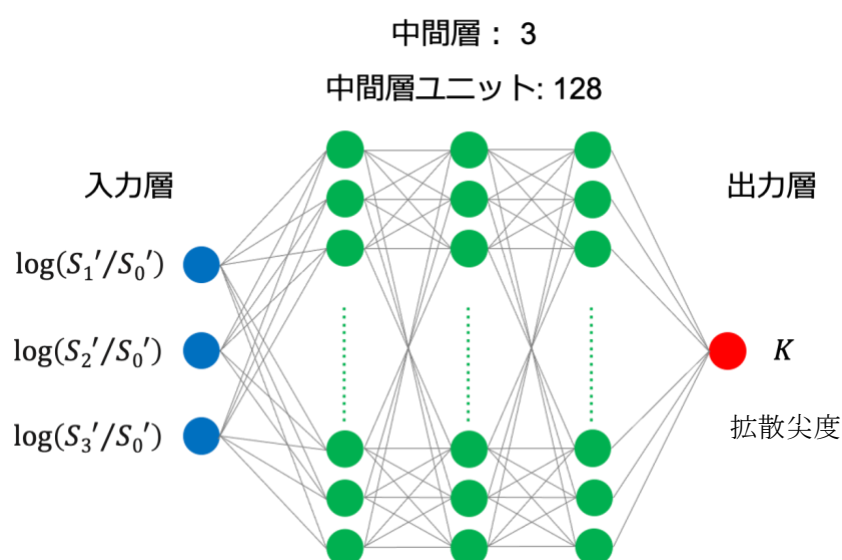 中間層： 3
中間層ユニット: 128
入力層
出力層
log(S₁′/S₀′)
log(S₂′/S₀′)
K
log(S₃′/S₀′)
拡散尖度